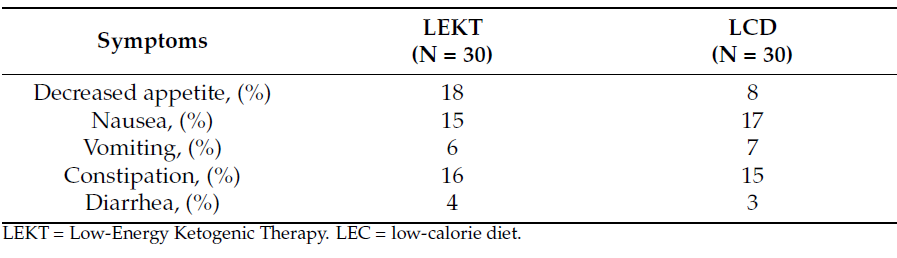 Symptoms LEKT (N = 30) LCD (N = 30)
Decreased appetite, (%) 18 8
Nausea, (%) 15 17
Vomiting, (%) 6 7
Constipation, (%) 16 15
Diarrhea, (%) 4 3
LEKT = Low-Energy Ketogenic Therapy. LEC = low-calorie diet.